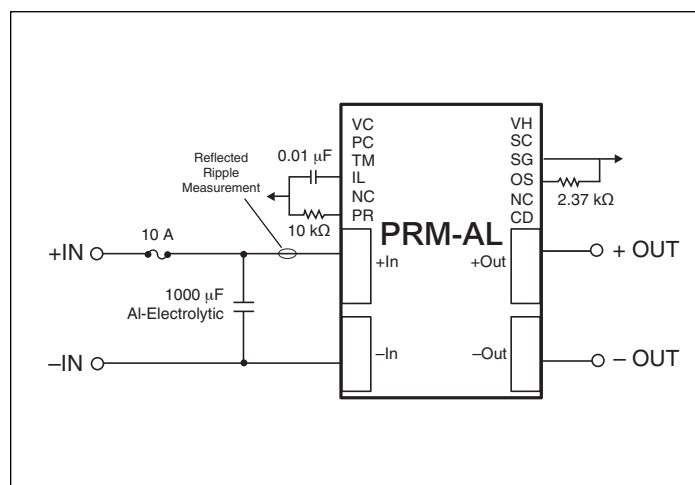 VC
PC
TM
IL
NC
PR
VH
SC
SG
OS
NC
CD
0.01 μF
10 kΩ
2.37 kΩ
Reflected
Ripple
Measurement
10 A
PRM-AL
+IN
+In
+Out
+ OUT
1000 μF
Al-Electrolytic
–IN
–In
–Out
– OUT